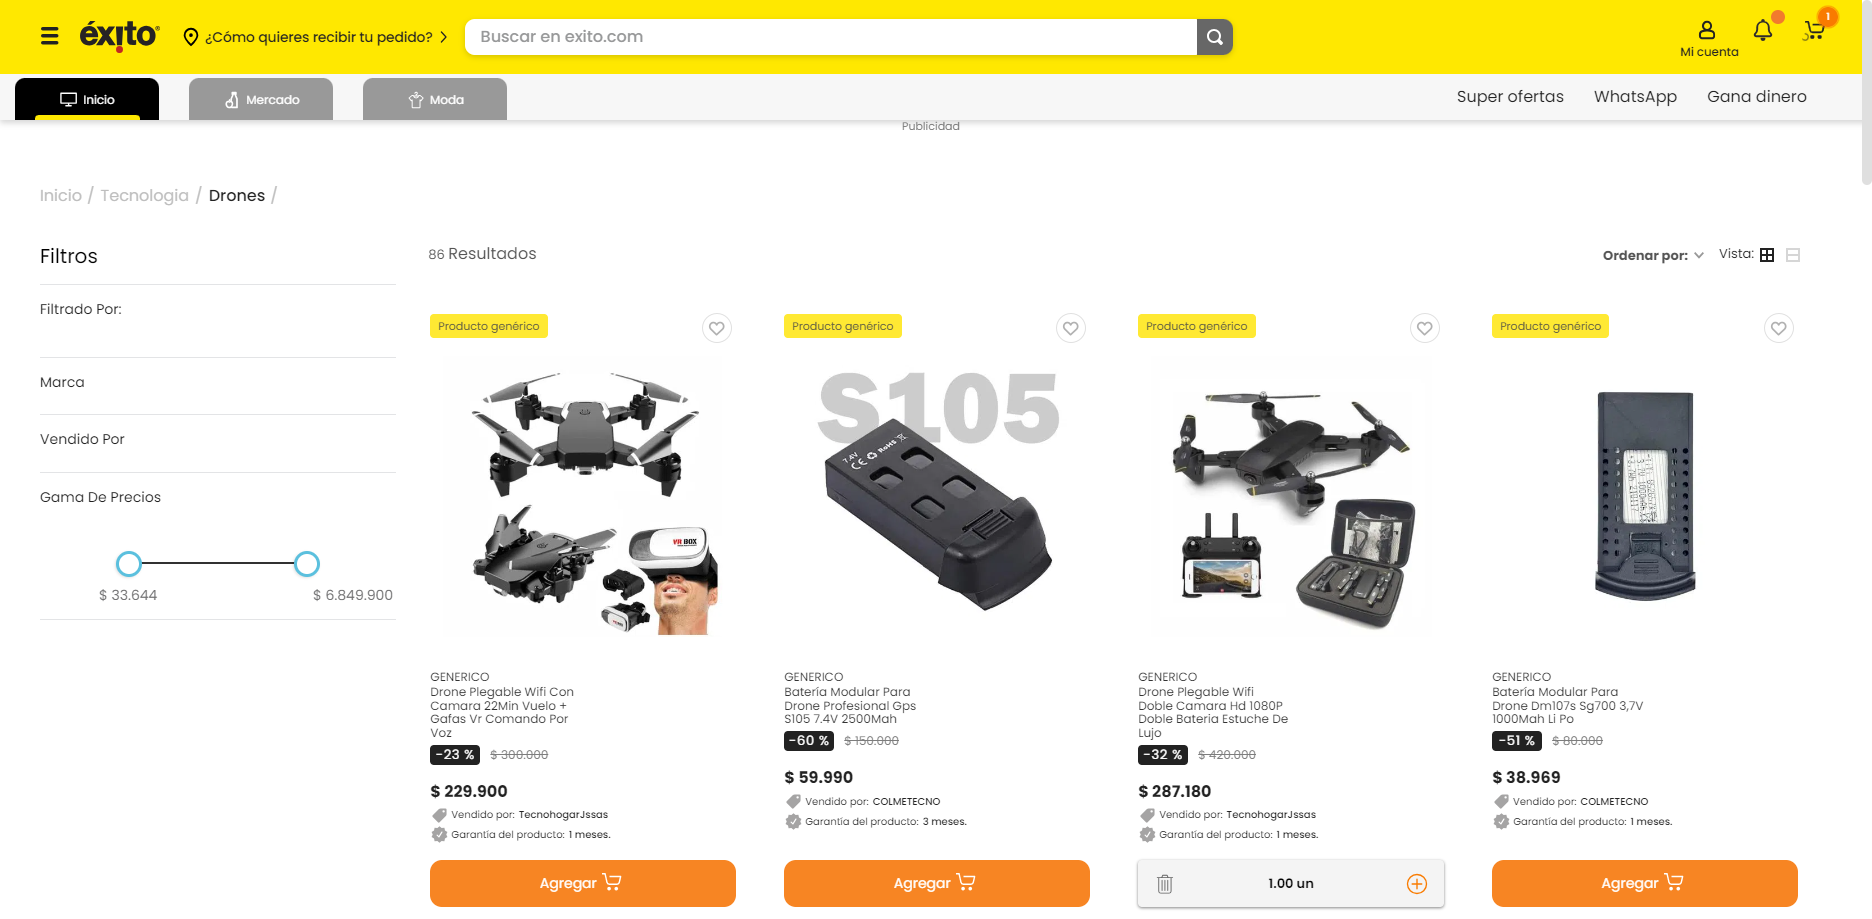 éxito
¿Cómo quieres recibir tu pedido?
Buscar en exito.com
Mi cuenta
1
Inicio
Mercado
Moda
Super ofertas
WhatsApp
Gana dinero
Publicidad
Inicio / Tecnologia / Drones /
Filtros
Filtrado Por:
Marca
Vendido Por
Gama De Precios
$ 33.644
$ 6.849.900
86 Resultados
Ordenar por:
Vista:
Producto genérico
VR BOX
GENERICO
Drone Plegable Wifi Con
Camara 22Min Vuelo +
Gafas Vr Comando Por
Voz
-23 % $ 300.000
$ 229.900
Vendido por: TecnohogarJssas
Garantía del producto: 1 meses.
Agregar
Producto genérico
S105
7.4V
CE RoHS
GENERICO
Batería Modular Para
Drone Profesional Gps
S105 7.4V 2500Mah
-60 % $ 150.000
$ 59.990
Vendido por: COLMETECNO
Garantía del producto: 3 meses.
Agregar
Producto genérico
GENERICO
Drone Plegable Wifi
Doble Camara Hd 1080P
Doble Bateria Estuche De
Lujo
-32 % $ 420.000
$ 287.180
Vendido por: TecnohogarJssas
Garantía del producto: 1 meses.
1.00 un
Producto genérico
GENERICO
Batería Modular Para
Drone Dm107s Sg700 3,7V
1000Mah Li Po
-51 % $ 80.000
$ 38.969
Vendido por: COLMETECNO
Garantía del producto: 1 meses.
Agregar